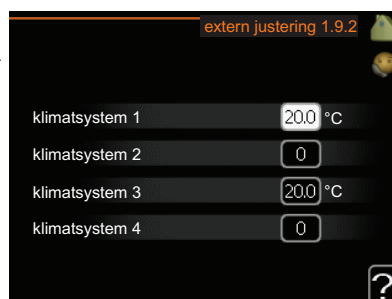 extern justering 1.9.2
klimatsystem 1 20.0 °C
klimatsystem 2 0
klimatsystem 3 20.0 °C
klimatsystem 4 0
?